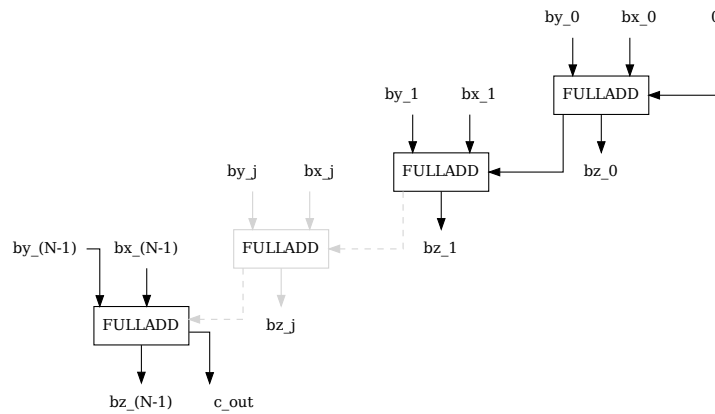 by_0 bx_0 0
FULLADD
by_1 bx_1
FULLADD bz_0
by_j bx_j
FULLADD bz_1
by_(N-1) bx_(N-1)
FULLADD bz_j
bz_(N-1) c_out